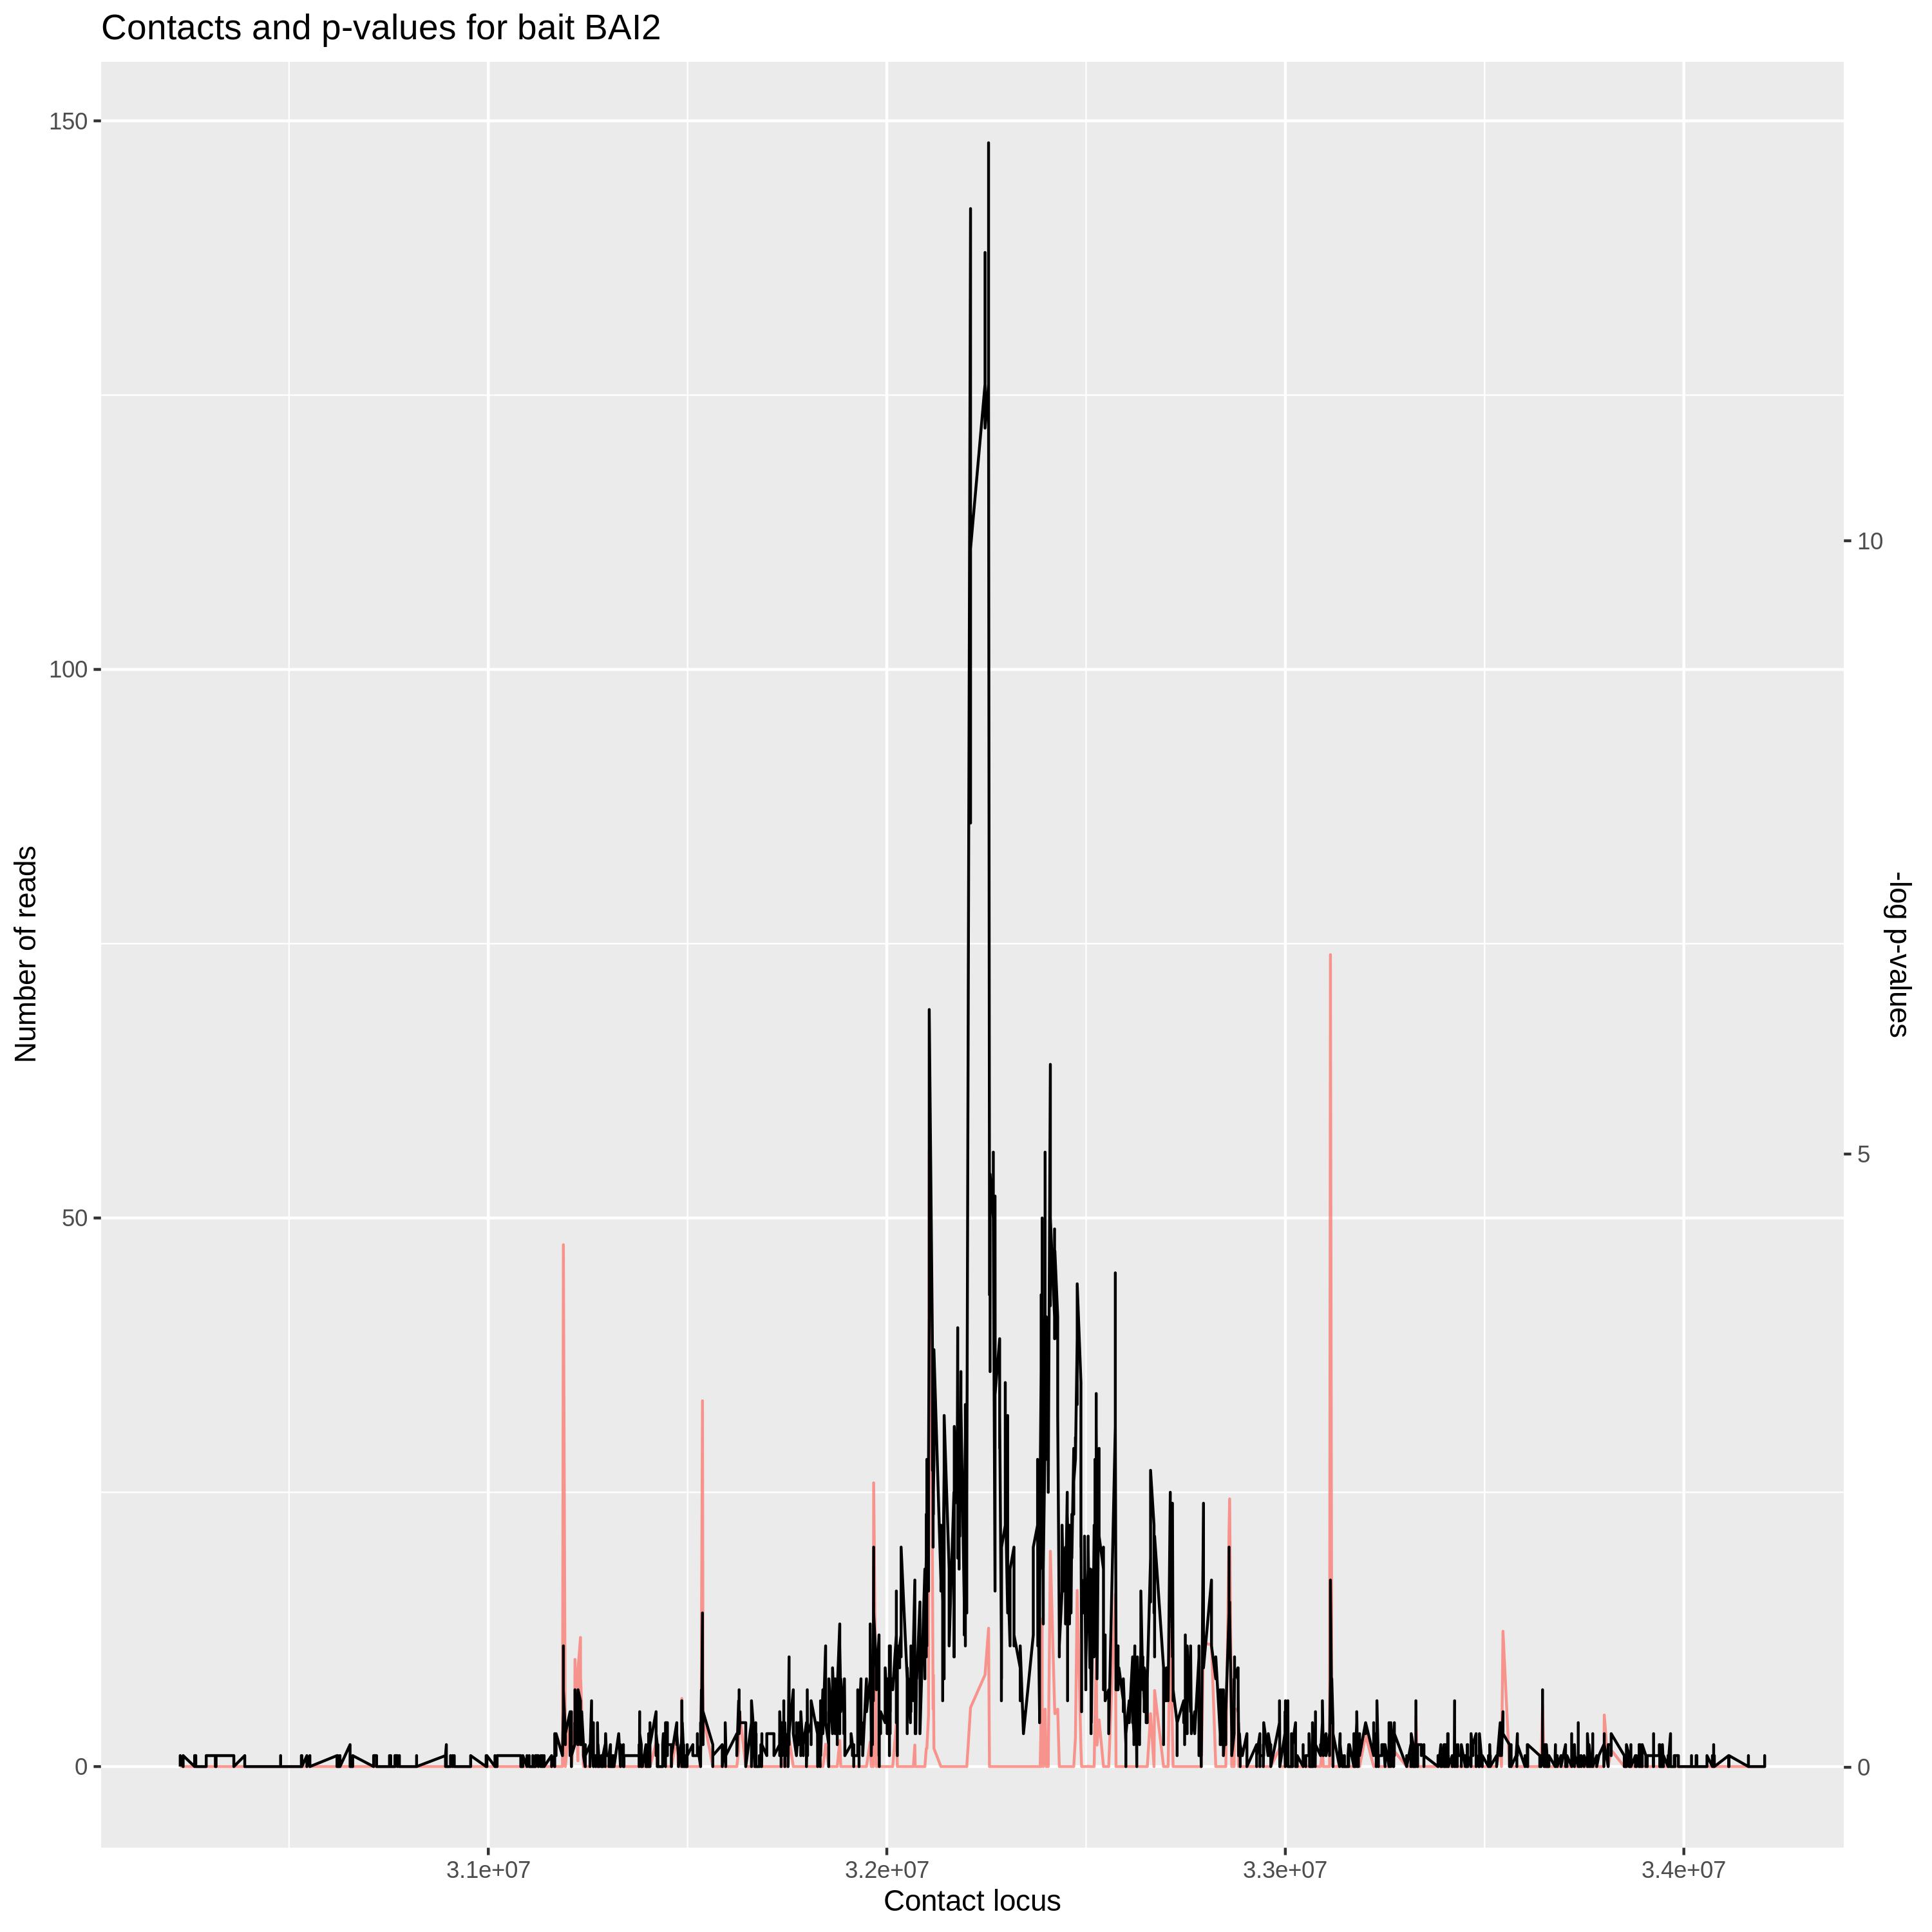 Contacts and p-values for bait BAI2
150
100
50
0
10
5
0
Number of reads
-log p-values
3.1e+07
3.2e+07
3.3e+07
3.4e+07
Contact locus